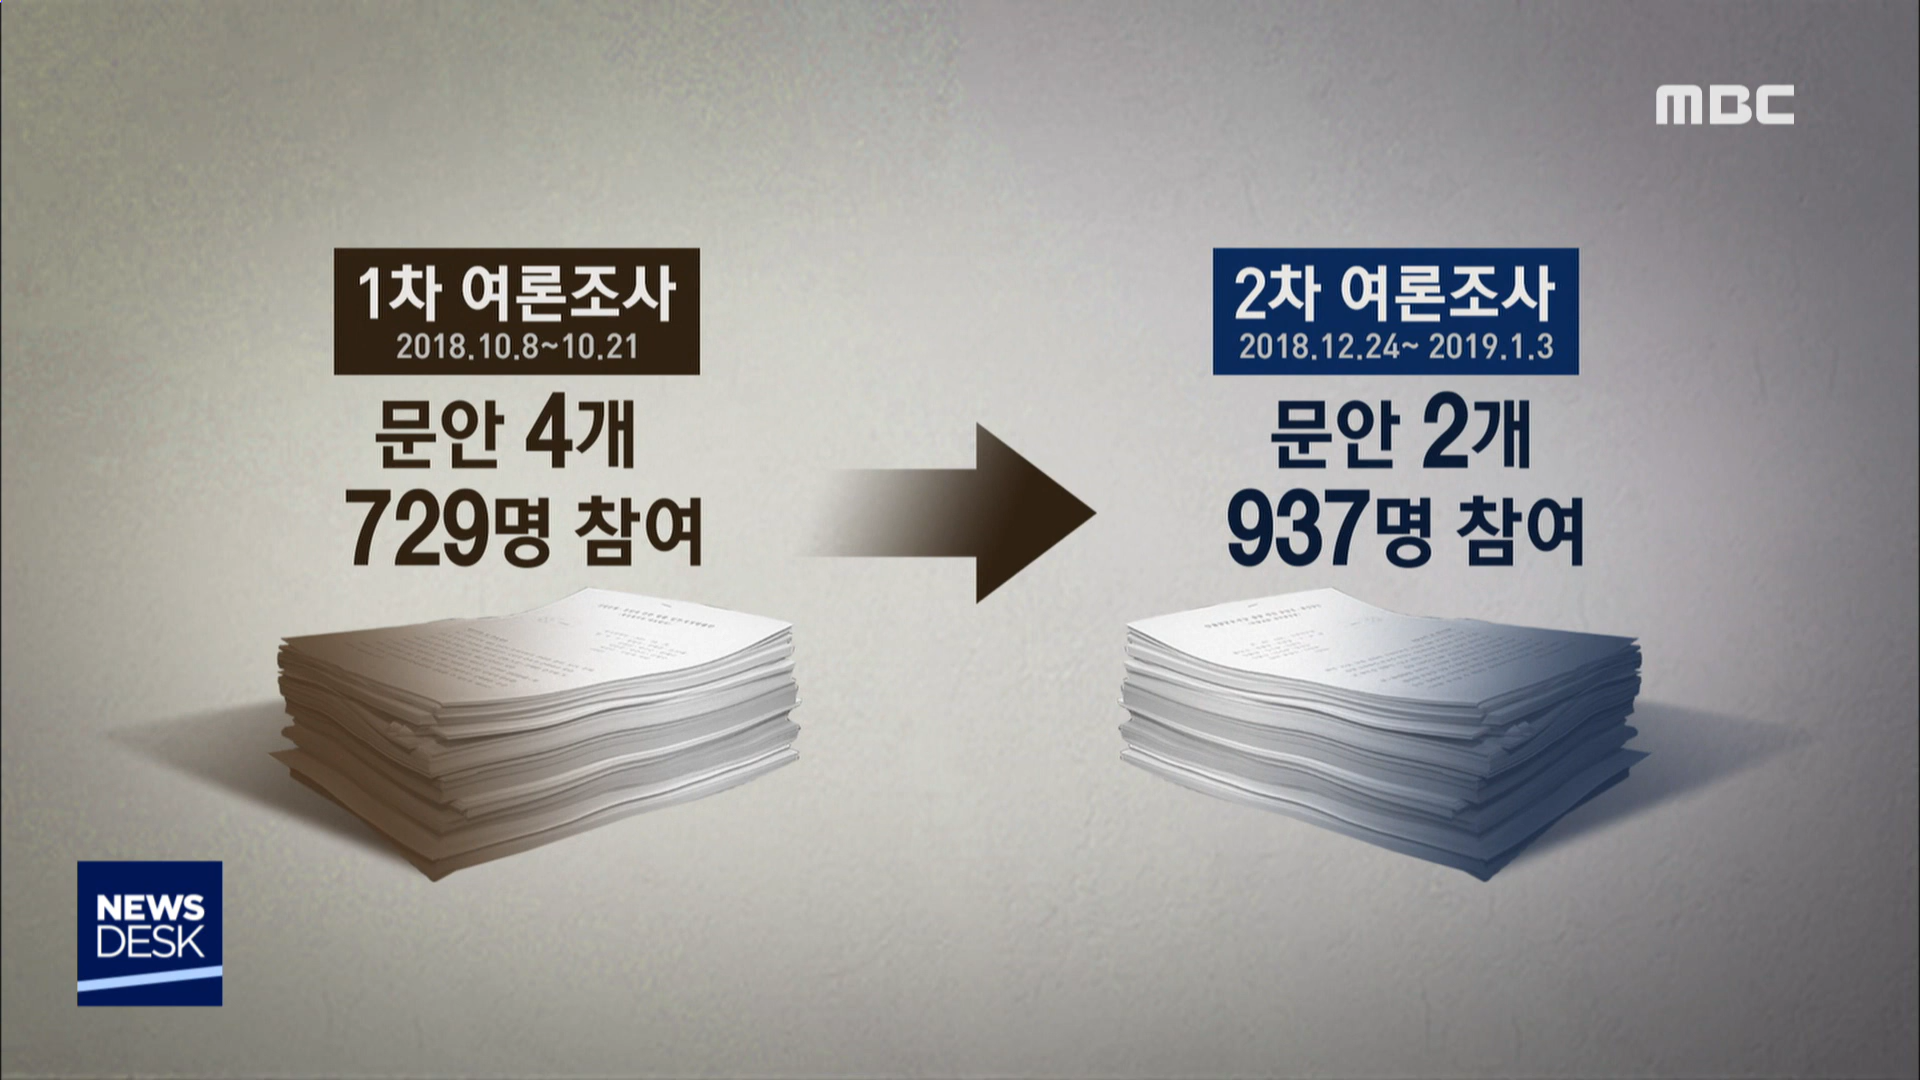 MBC
1차 여론조사
2018.10.8~10.21
문안 4개
729명 참여
2차 여론조사
2018.12.24~ 2019.1.3
문안 2개
937명 참여
NEWS
DESK